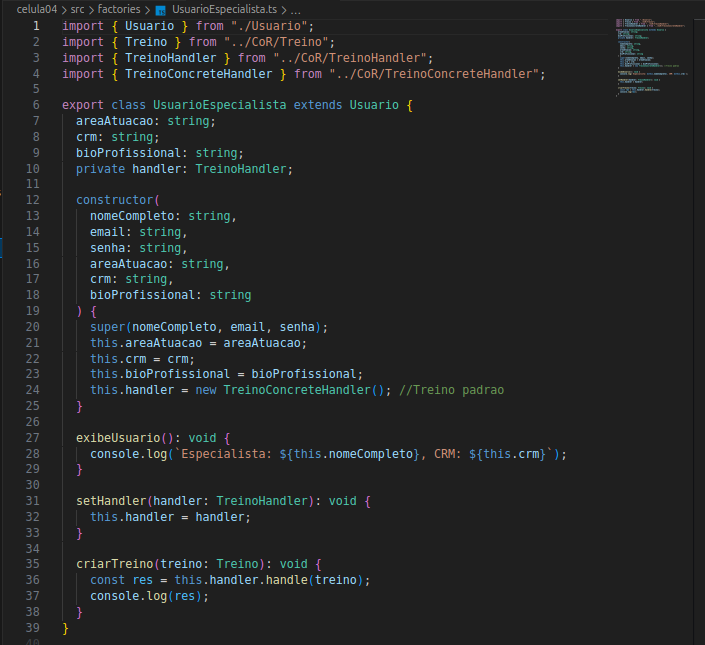 celula04 > src > factories > UsuarioEspecialista.ts > ...
1 import { Usuario } from "./Usuario";
2 import { Treino } from "../CoR/Treino";
3 import { TreinoHandler } from "../CoR/TreinoHandler";
4 import { TreinoConcreteHandler } from "../CoR/TreinoConcreteHandler";
5
6 export class UsuarioEspecialista extends Usuario {
7   areaAtuacao: string;
8   crm: string;
9   bioProfissional: string;
10   private handler: TreinoHandler;
11
12   constructor(
13     nomeCompleto: string,
14     email: string,
15     senha: string,
16     areaAtuacao: string,
17     crm: string,
18     bioProfissional: string
19   ) {
20     super(nomeCompleto, email, senha);
21     this.areaAtuacao = areaAtuacao;
22     this.crm = crm;
23     this.bioProfissional = bioProfissional;
24     this.handler = new TreinoConcreteHandler(); //Treino padrao
25   }
26
27   exibeUsuario(): void {
28     console.log(`Especialista: ${this.nomeCompleto}, CRM: ${this.crm}`);
29   }
30
31   setHandler(handler: TreinoHandler): void {
32     this.handler = handler;
33   }
34
35   criarTreino(treino: Treino): void {
36     const res = this.handler.handle(treino);
37     console.log(res);
38   }
39 }
40